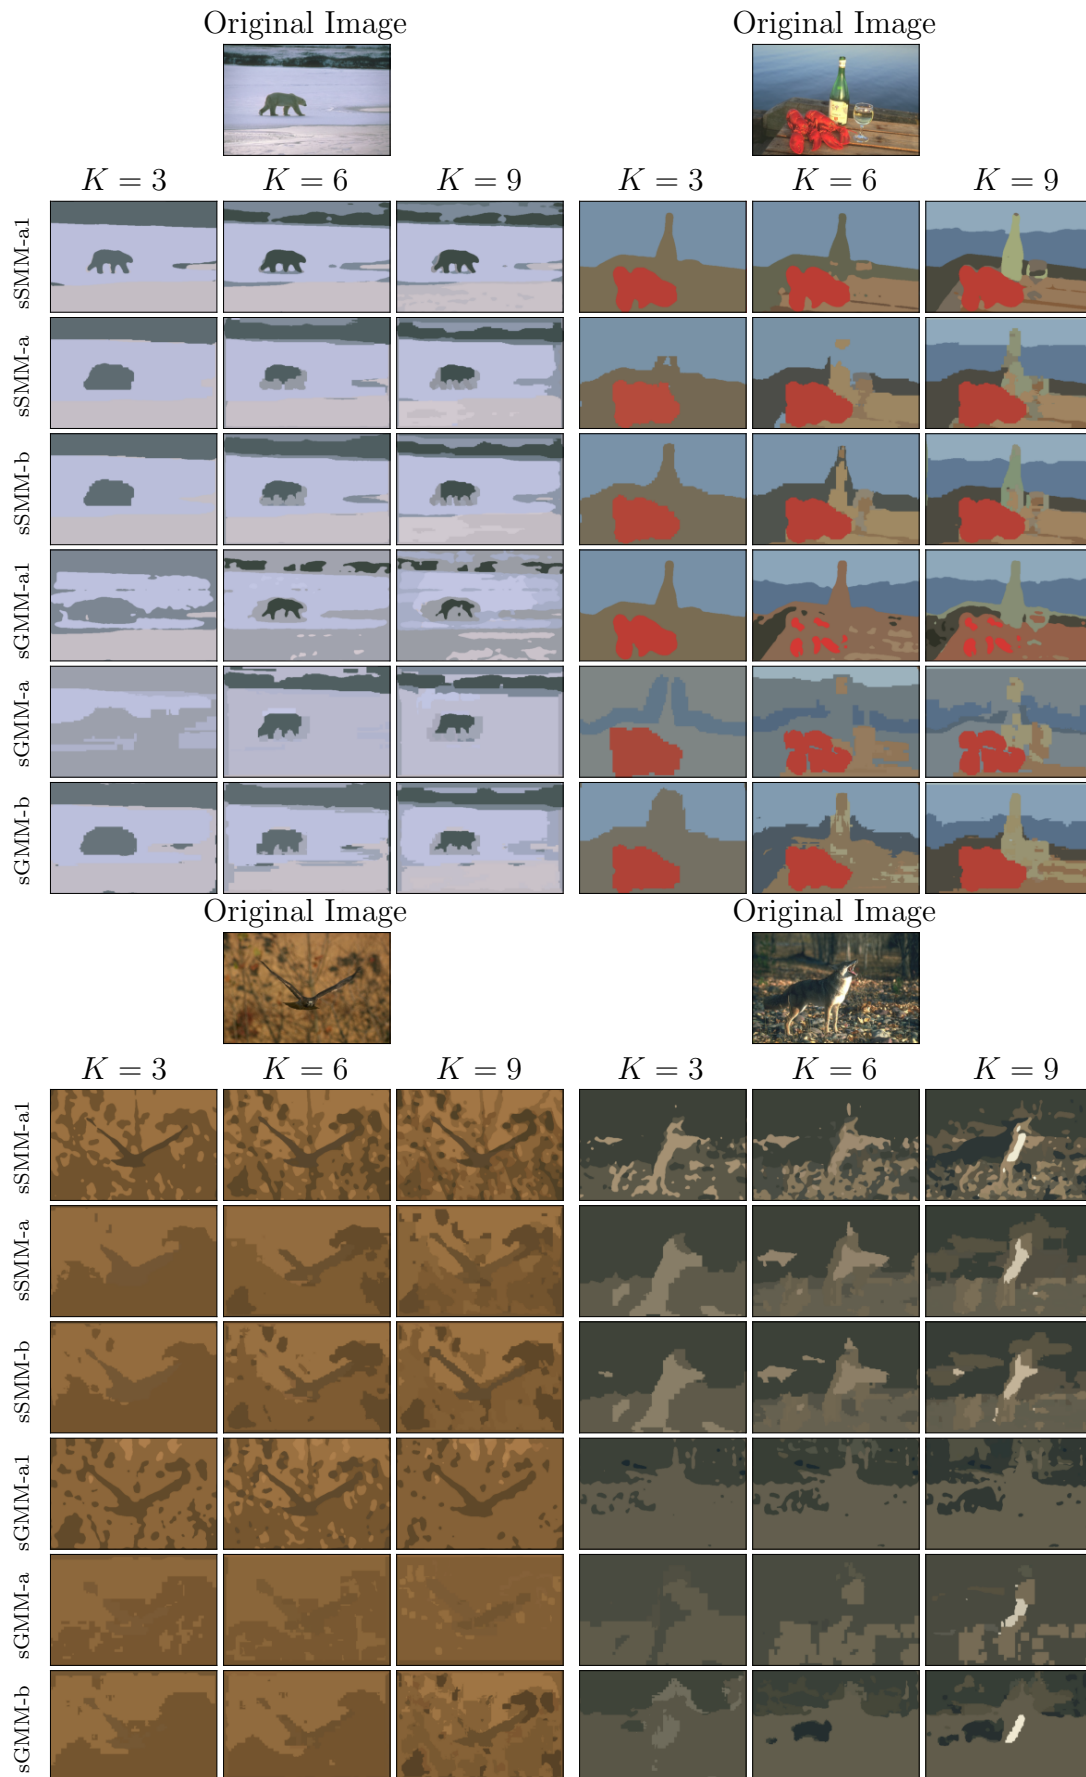 Original Image Original Image
K = 3 K = 6 K = 9 K = 3 K = 6 K = 9
sSMM-a1
sSMM-a
sSMM-b
sGMM-a1
sGMM-a
sGMM-b
Original Image Original Image
K = 3 K = 6 K = 9 K = 3 K = 6 K = 9
sSMM-a1
sSMM-a
sSMM-b
sGMM-a1
sGMM-a
sGMM-b